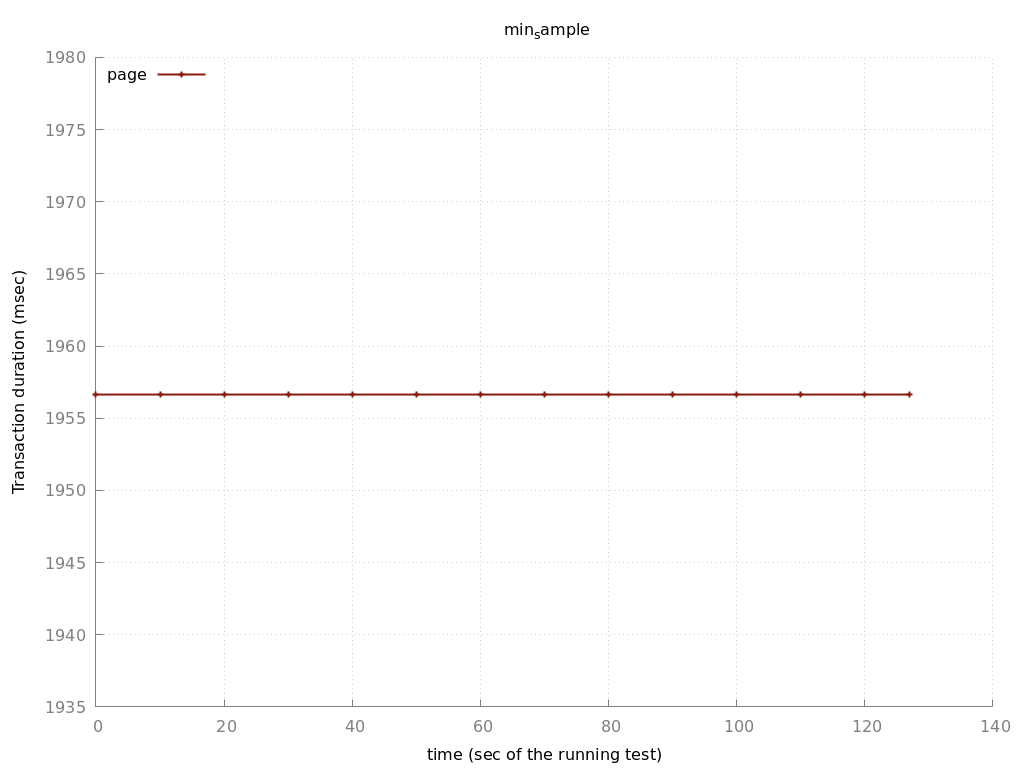 min_sample
1980
page
1975
1970
1965
1960
1955
1950
1945
1940
1935
Transaction duration (msec)
0 20 40 60 80 100 120 140
time (sec of the running test)